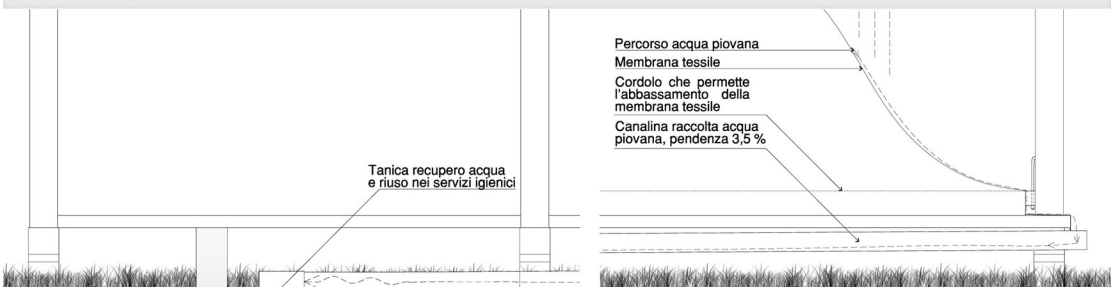 Tanica recupero acqua
e riuso nei servizi igienici
Percorso acqua piovana
Membrana tessile
Cordolo che permette
l'abbassamento della
membrana tessile
Canalina raccolta acqua
piovana, pendenza 3,5 %